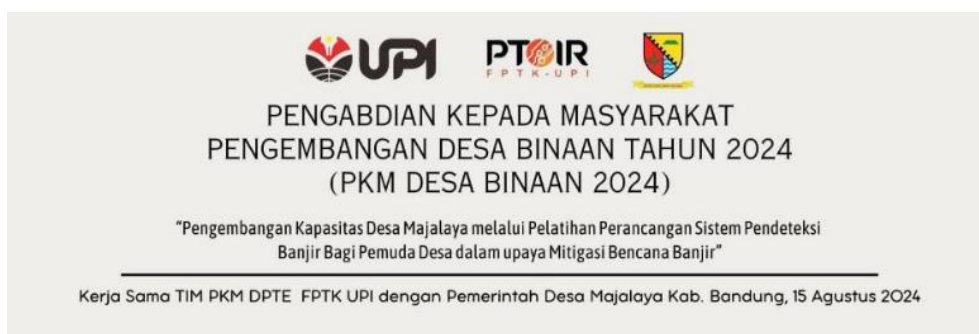 UPI
PTOIR
FPTK-UPI
PENGABDIAN KEPADA MASYARAKAT
PENGEMBANGAN DESA BINAAN TAHUN 2024
(PKM DESA BINAAN 2024)
“Pengembangan Kapasitas Desa Majalaya melalui Pelatihan Perancangan Sistem Pendeteksi
Banjir Bagi Pemuda Desa dalam upaya Mitigasi Bencana Banjir”
Kerja Sama TIM PKM DPTE FPTK UPI dengan Pemerintah Desa Majalaya Kab. Bandung, 15 Agustus 2024